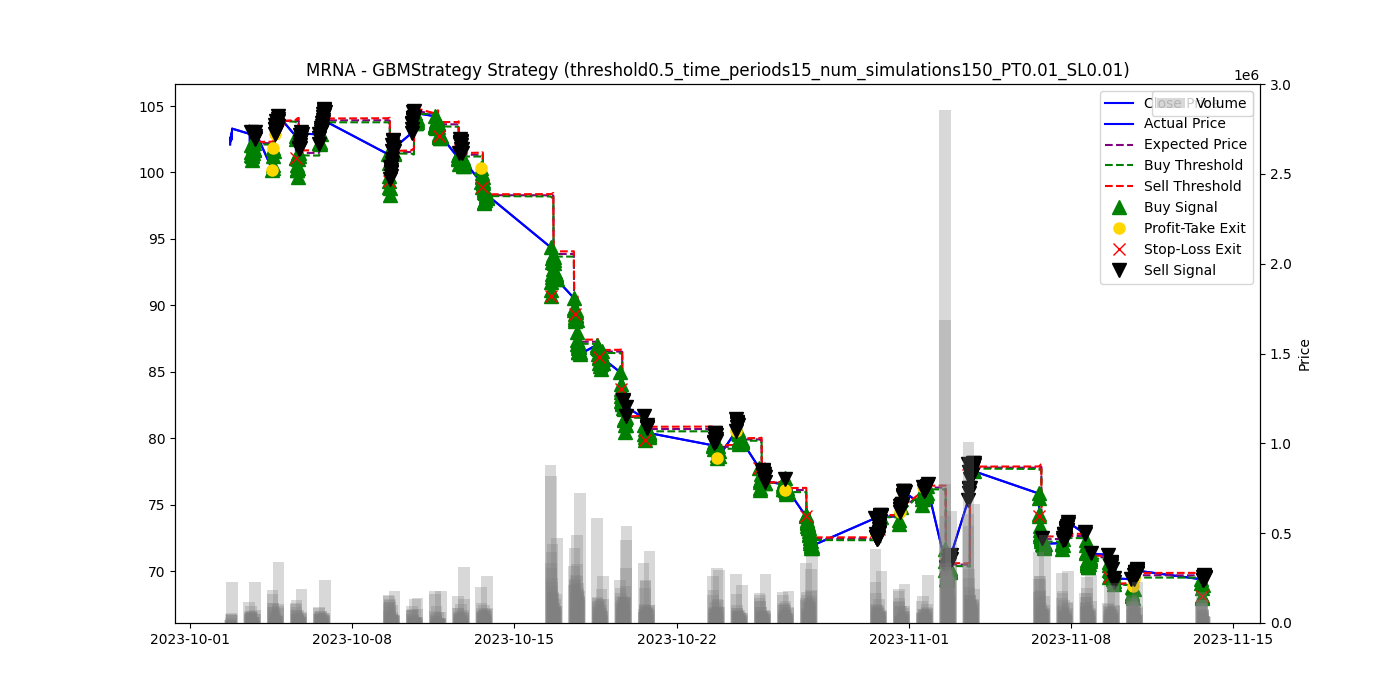 MRNA - GBMStrategy Strategy (threshold0.5_time_periods15_num_simulations150_PT0.01_SL0.01)
1e6
105
100
95
90
85
80
75
70
3.0
2.5
2.0
1.5
1.0
0.5
0.0
Price
Volume
Actual Price
Expected Price
Buy Threshold
Sell Threshold
Buy Signal
Profit-Take Exit
Stop-Loss Exit
Sell Signal
2023-10-01
2023-10-08
2023-10-15
2023-10-22
2023-11-01
2023-11-08
2023-11-15